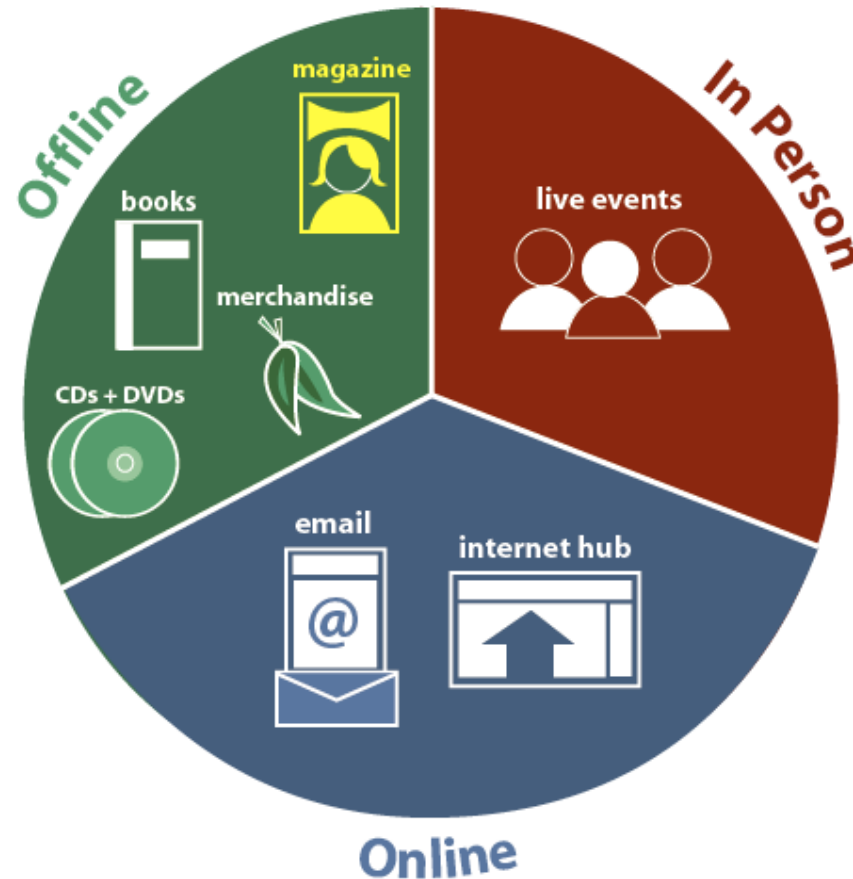 Offline
magazine
books
merchandise
CDs + DVDs
In Person
live events
email
@
internet hub
Online